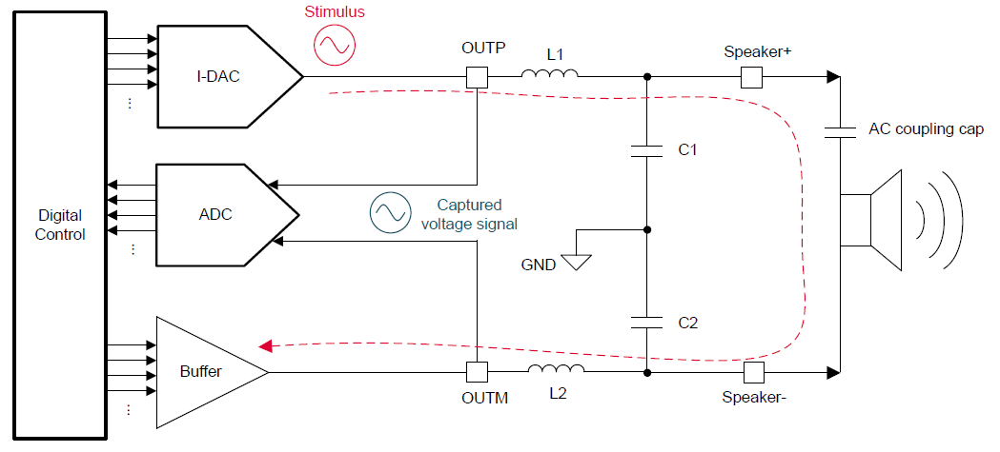 Stimulus
I-DAC
OUTP
L1
Speaker+
AC coupling cap
C1
Digital
Control
ADC
Captured
voltage signal
GND
C2
Buffer
OUTM
L2
Speaker-